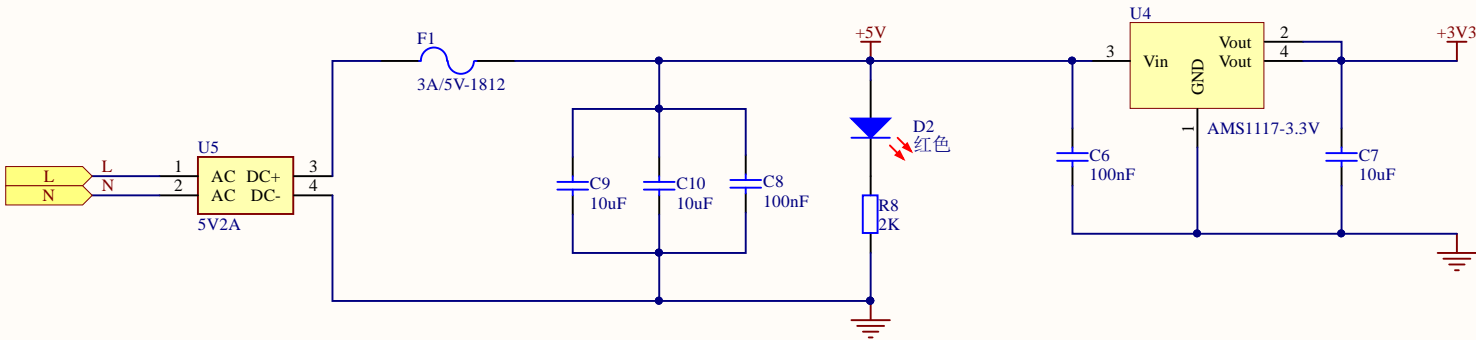 U4
F1
+5V
+3V3
3A/5V-1812
3
Vin
GND
Vout
2
Vout
4
1
AMS1117-3.3V
D2
红色
U5
L
L
1
AC
DC+
3
N
N
2
AC
DC-
4
5V2A
C9
10uF
C10
10uF
C8
100nF
R8
2K
C6
100nF
C7
10uF